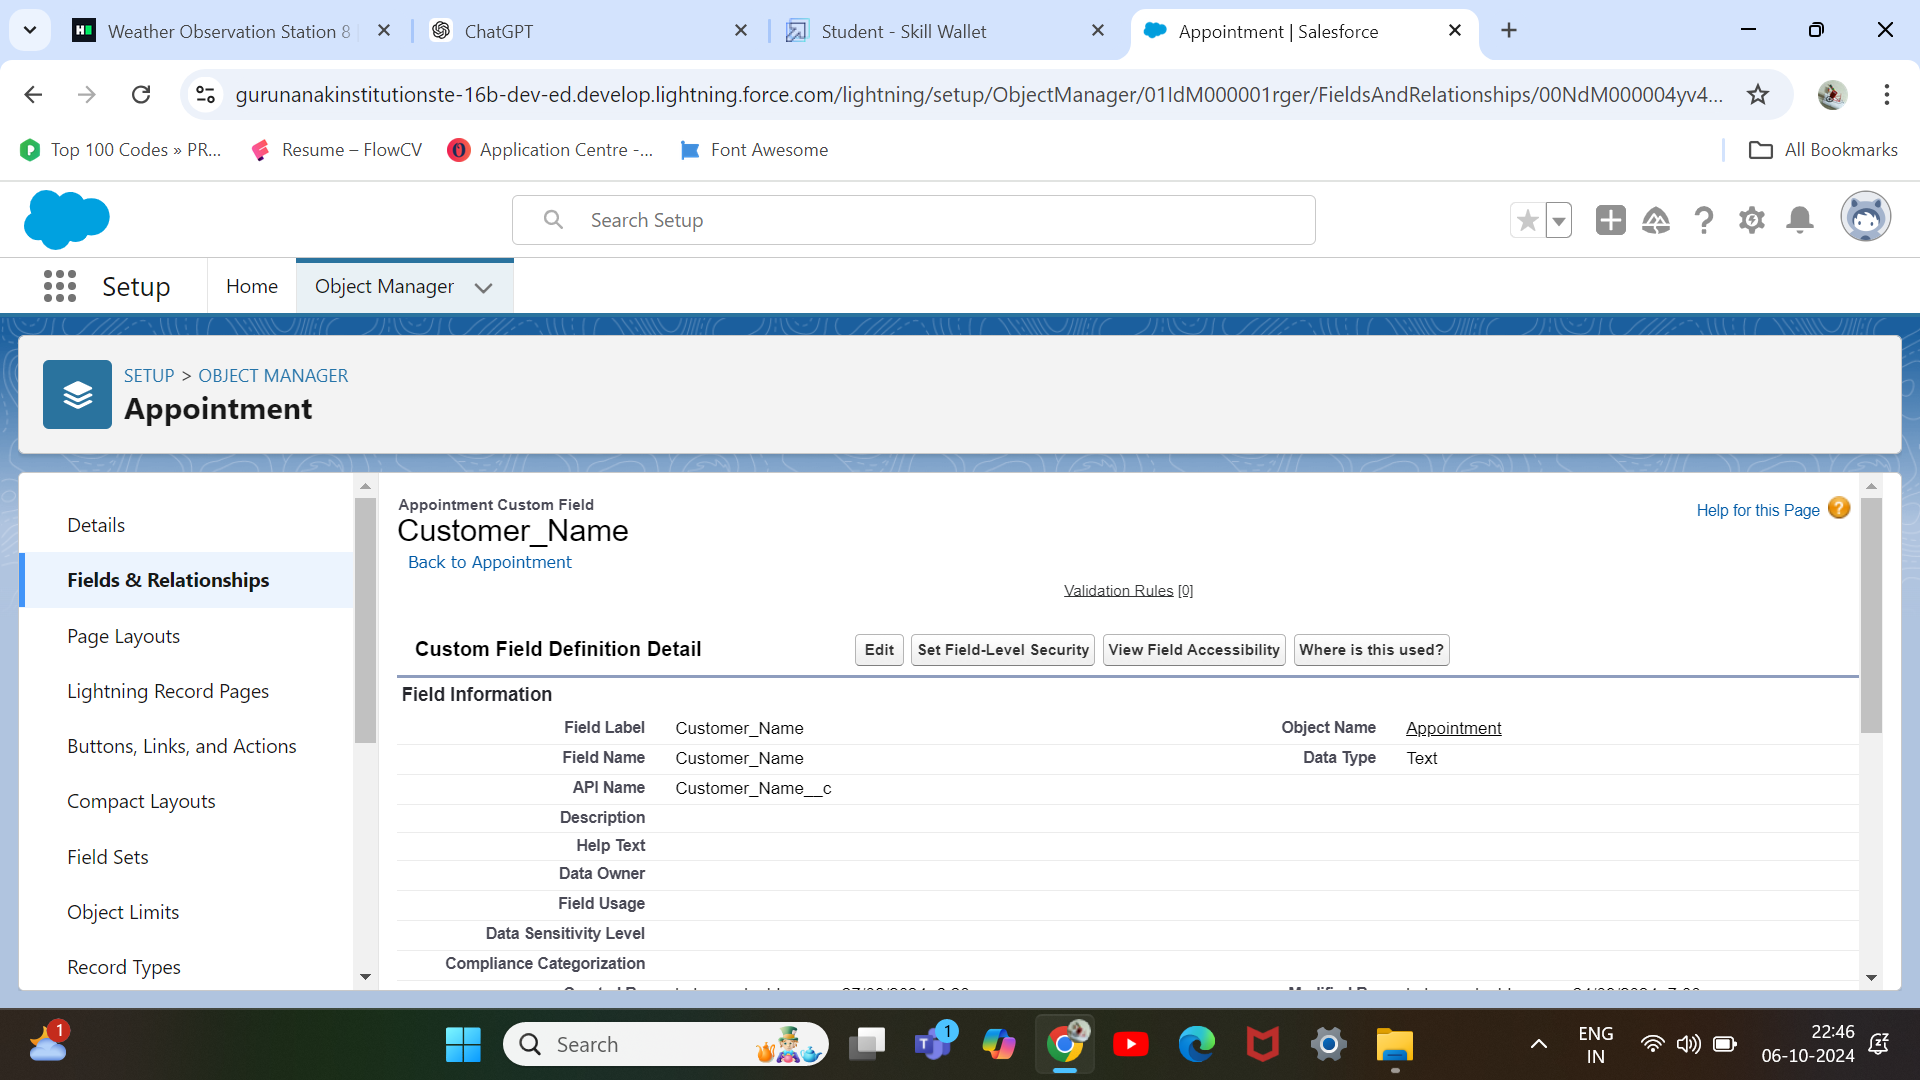 Weather Observation Station 8
ChatGPT
Student - Skill Wallet
Appointment | Salesforce
gurunanakinstitutionste-16b-dev-ed.develop.lightning.force.com/lightning/setup/ObjectManager/01IdM000001rger/FieldsAndRelationships/00NdM000004yv4...
Top 100 Codes » PR...
Resume – FlowCV
Application Centre -...
Font Awesome
All Bookmarks
Search Setup
Setup
Home
Object Manager
SETUP > OBJECT MANAGER
Appointment
Details
Fields & Relationships
Page Layouts
Lightning Record Pages
Buttons, Links, and Actions
Compact Layouts
Field Sets
Object Limits
Record Types
Appointment Custom Field
Customer_Name
Back to Appointment
Help for this Page
Validation Rules [0]
Custom Field Definition Detail
Edit
Set Field-Level Security
View Field Accessibility
Where is this used?
Field Information
Field Label Customer_Name
Object Name Appointment
Field Name Customer_Name
Data Type Text
API Name Customer_Name__c
Description
Help Text
Data Owner
Field Usage
Data Sensitivity Level
Compliance Categorization
1
Search
1
ENG
IN
22:46
06-10-2024